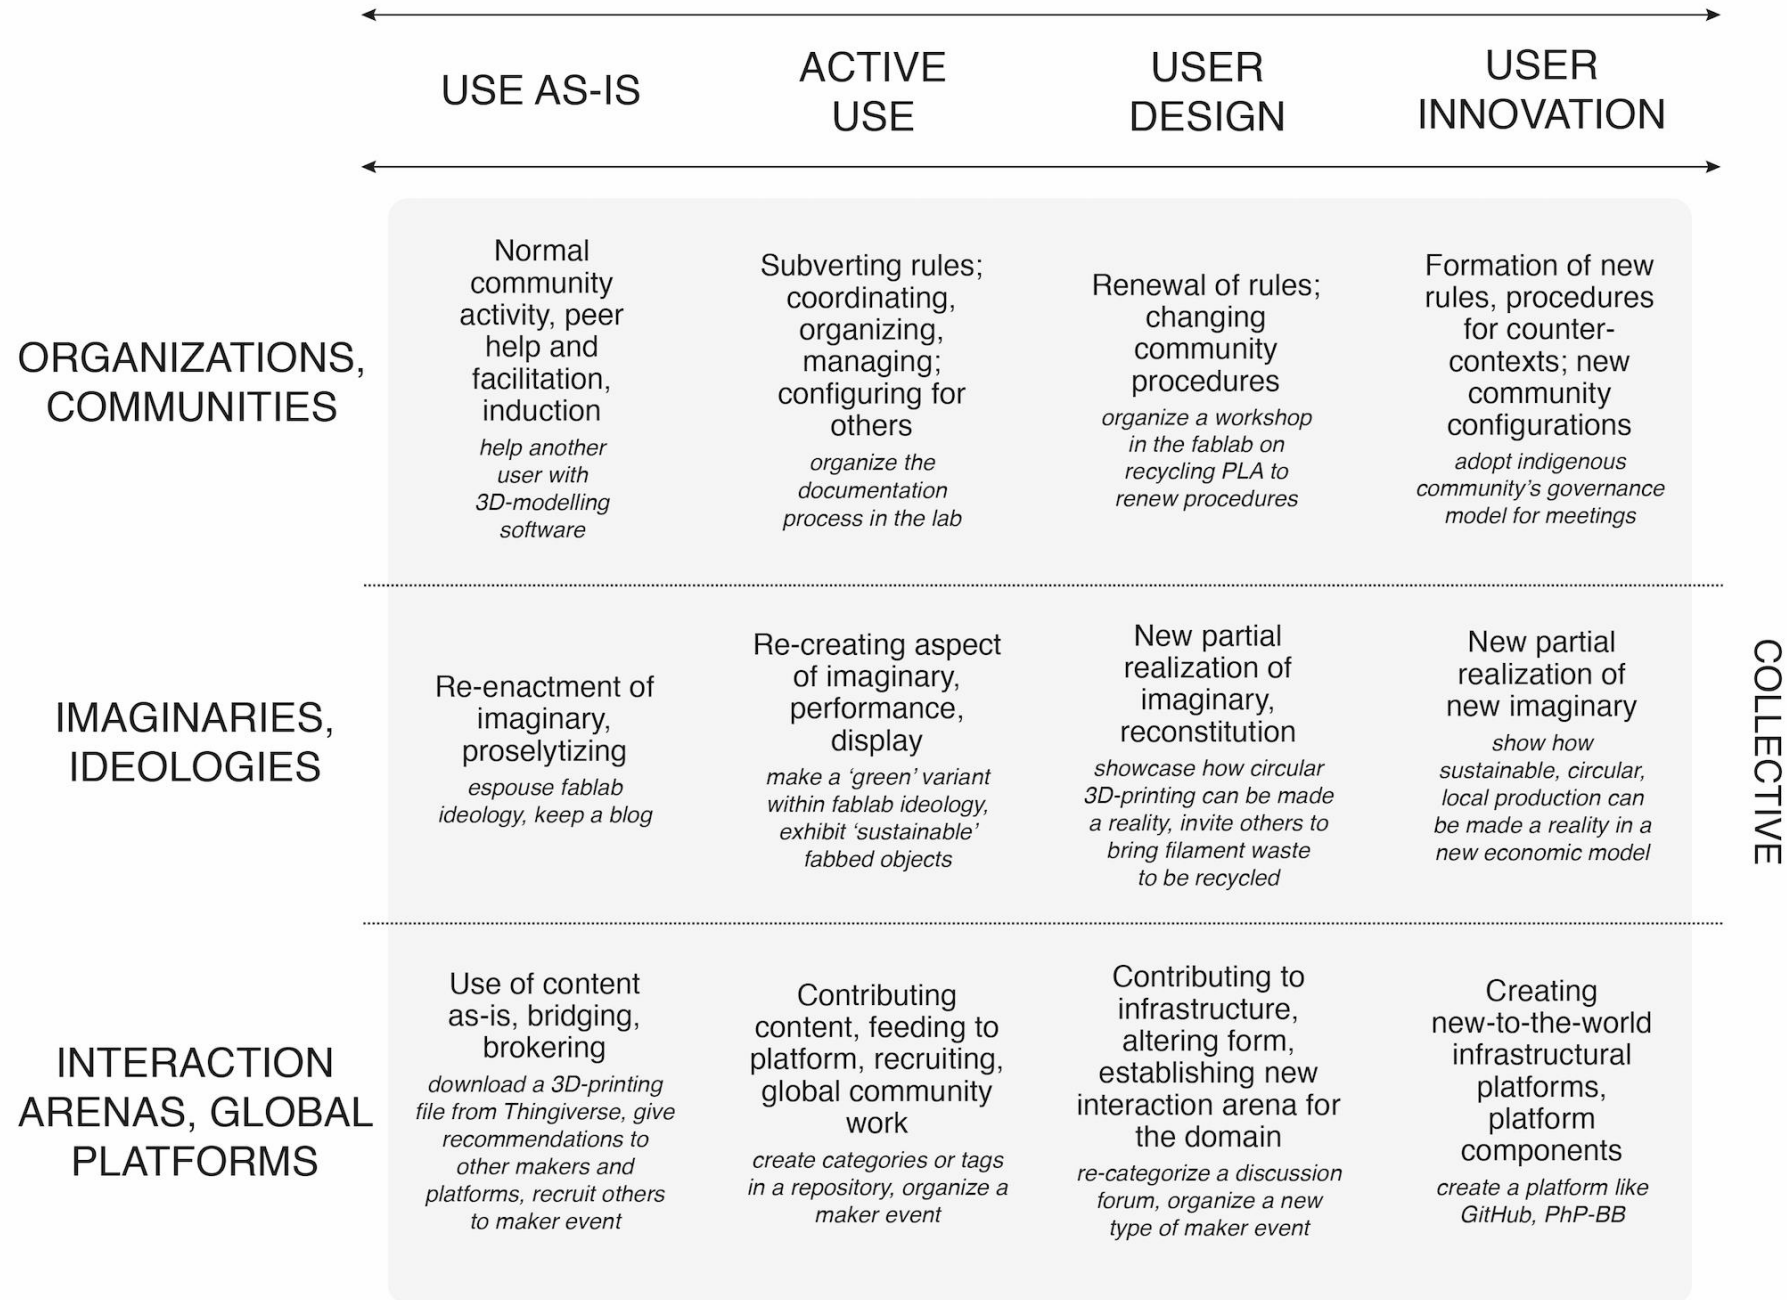 USE AS-IS
ACTIVE
USE
USER
DESIGN
USER
INNOVATION
ORGANIZATIONS,
COMMUNITIES
Normal
community
activity, peer
help and
facilitation,
induction
help another
user with
3D-modelling
software
Subverting rules;
coordinating,
organizing,
managing;
configuring for
others
organize the
documentation
process in the lab
Renewal of rules;
changing
community
procedures
organize a workshop
in the fablab on
recycling PLA to
renew procedures
Formation of new
rules, procedures
for counter-
contexts; new
community
configurations
adopt indigenous
community’s governance
model for meetings
IMAGINARIES,
IDEOLOGIES
Re-enactment of
imaginary,
proselytizing
espouse fablab
ideology, keep a blog
Re-creating aspect
of imaginary,
performance,
display
make a ‘green’ variant
within fablab ideology,
exhibit ‘sustainable’
fabbed objects
New partial
realization of
imaginary,
reconstitution
showcase how circular
3D-printing can be made
a reality, invite others to
bring filament waste
to be recycled
New partial
realization of
new imaginary
show how
sustainable, circular,
local production can
be made a reality in a
new economic model
COLLECTIVE
INTERACTION
ARENAS, GLOBAL
PLATFORMS
Use of content
as-is, bridging,
brokering
download a 3D-printing
file from Thingiverse, give
recommendations to
other makers and
platforms, recruit others
to maker event
Contributing
content, feeding to
platform, recruiting,
global community
work
create categories or tags
in a repository, organize a
maker event
Contributing to
infrastructure,
altering form,
establishing new
interaction arena for
the domain
re-categorize a discussion
forum, organize a new
type of maker event
Creating
new-to-the-world
infrastructural
platforms,
platform
components
create a platform like
GitHub, PhP-BB